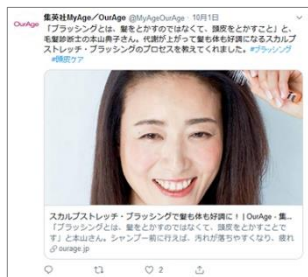 OurAge
集英社MyAge／OurAge @MyAgeOurAge · 10月1日
「ブラッシングとは、髪をとかすのではなくて、頭皮をとかすこと」と、
毛髪診断士の本山典子さん。代謝が上がって髪も体も好調になるスカルプ
ストレッチ・ブラッシングのプロセスを教えてくれました。#ブラッシング
#頭皮ケア
スカルプストレッチ・ブラッシングで髪も体も好調に！ | OurAge - 集...
「ブラッシングとは、髪をとかすのではなくて、頭皮をとかすことで
す」と本山さん。シャンプー前に行えば、汚れが落ちやすくなり、疲れ
ourage.jp
2